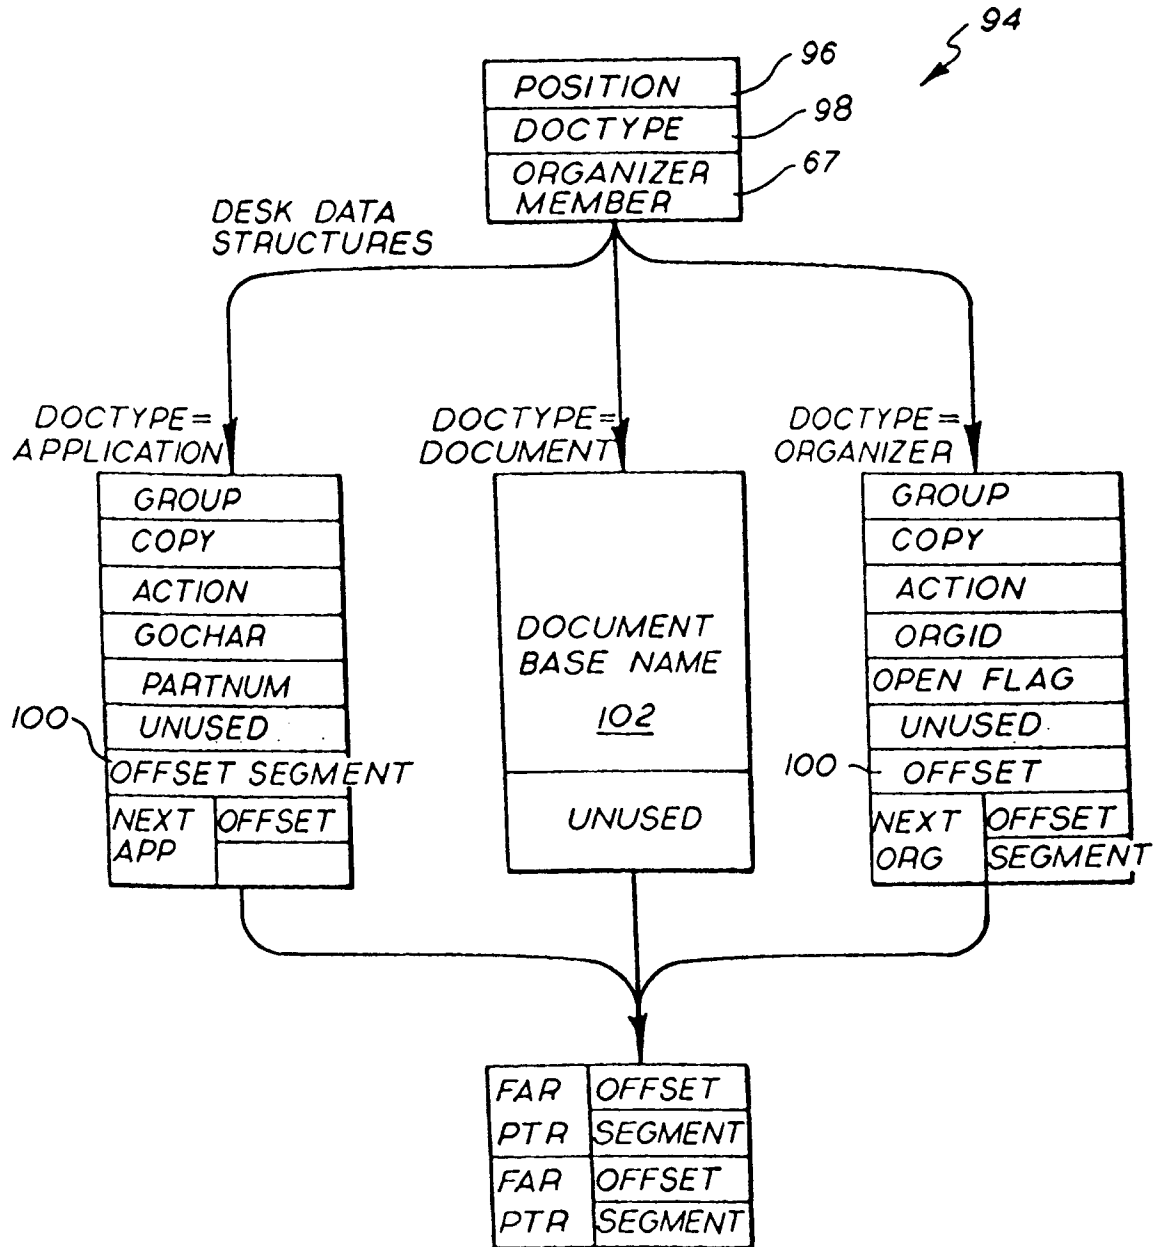 94
96
POSITION
98
DOCTYPE
67
ORGANIZER
MEMBER
DESK DATA
STRUCTURES
DOCTYPE=
APPLICATION
GROUP
COPY
ACTION
GOCHAR
PARTNUM
100
UNUSED
OFFSET SEGMENT
NEXT
APP
OFFSET
DOCTYPE=
DOCUMENT
DOCUMENT
BASE NAME
102
UNUSED
DOCTYPE=
ORGANIZER
GROUP
COPY
ACTION
ORGID
OPEN FLAG
UNUSED
100
OFFSET
NEXT
ORG
OFFSET
SEGMENT
FAR
PTR
OFFSET
SEGMENT
FAR
PTR
OFFSET
SEGMENT